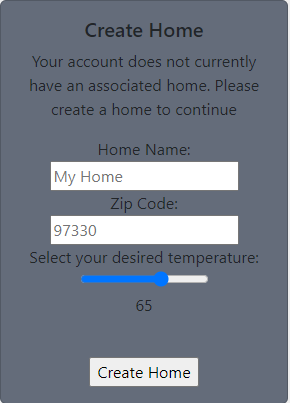 Create Home
Your account does not currently
have an associated home. Please
create a home to continue
Home Name:
My Home
Zip Code:
97330
Select your desired temperature:
65
Create Home